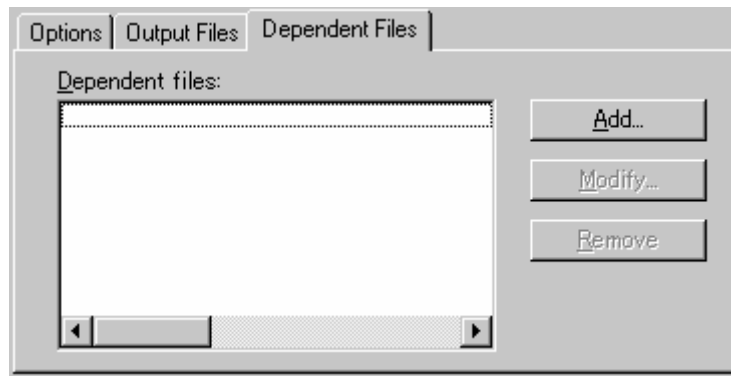 Options Output Files Dependent Files
Dependent files:
Add...
Modify...
Remove